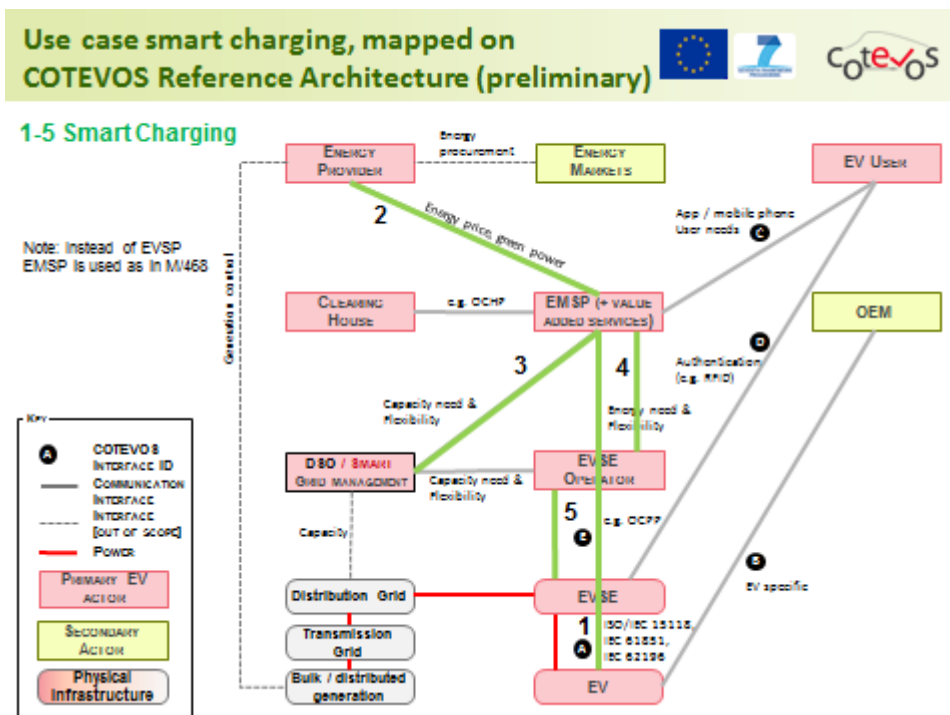 Use case smart charging, mapped on
COTEVOS Reference Architecture (preliminary)
7
COTEVOS
1-5 Smart Charging
Energy
procurement
ENERGY
PROVIDER
ENERGY
MARKETS
EV USER
2
Energy price, green power
App / mobile phone
User needs
C
Note: Instead of EVSP
EMSP is used as in M/468
Generation control
CLEARING
HOUSE
e.g. OCHP
EMSP (+ VALUE
ADDED SERVICES)
OEM
3
4
D
Authentication
(e.g. RFID)
Capacity need &
Flexibility
Energy need &
Flexibility
KEY
A
COTEVOS
INTERFACE ID
COMMUNICATION
INTERFACE
INTERFACE
[OUT OF SCOPE]
POWER
PRIMARY EV
ACTOR
SECONDARY
ACTOR
Physical
Infrastructure
DSO / SMART
GRID MANAGEMENT
Capacity need &
Flexibility
EVSE
OPERATOR
5
E
e.g. OCPP
Capacity
B
EV specific
Distribution Grid
EVSE
1
A
ISO/IEC 15118,
IEC 61851,
IEC 62196
Transmission
Grid
Bulk / distributed
generation
EV